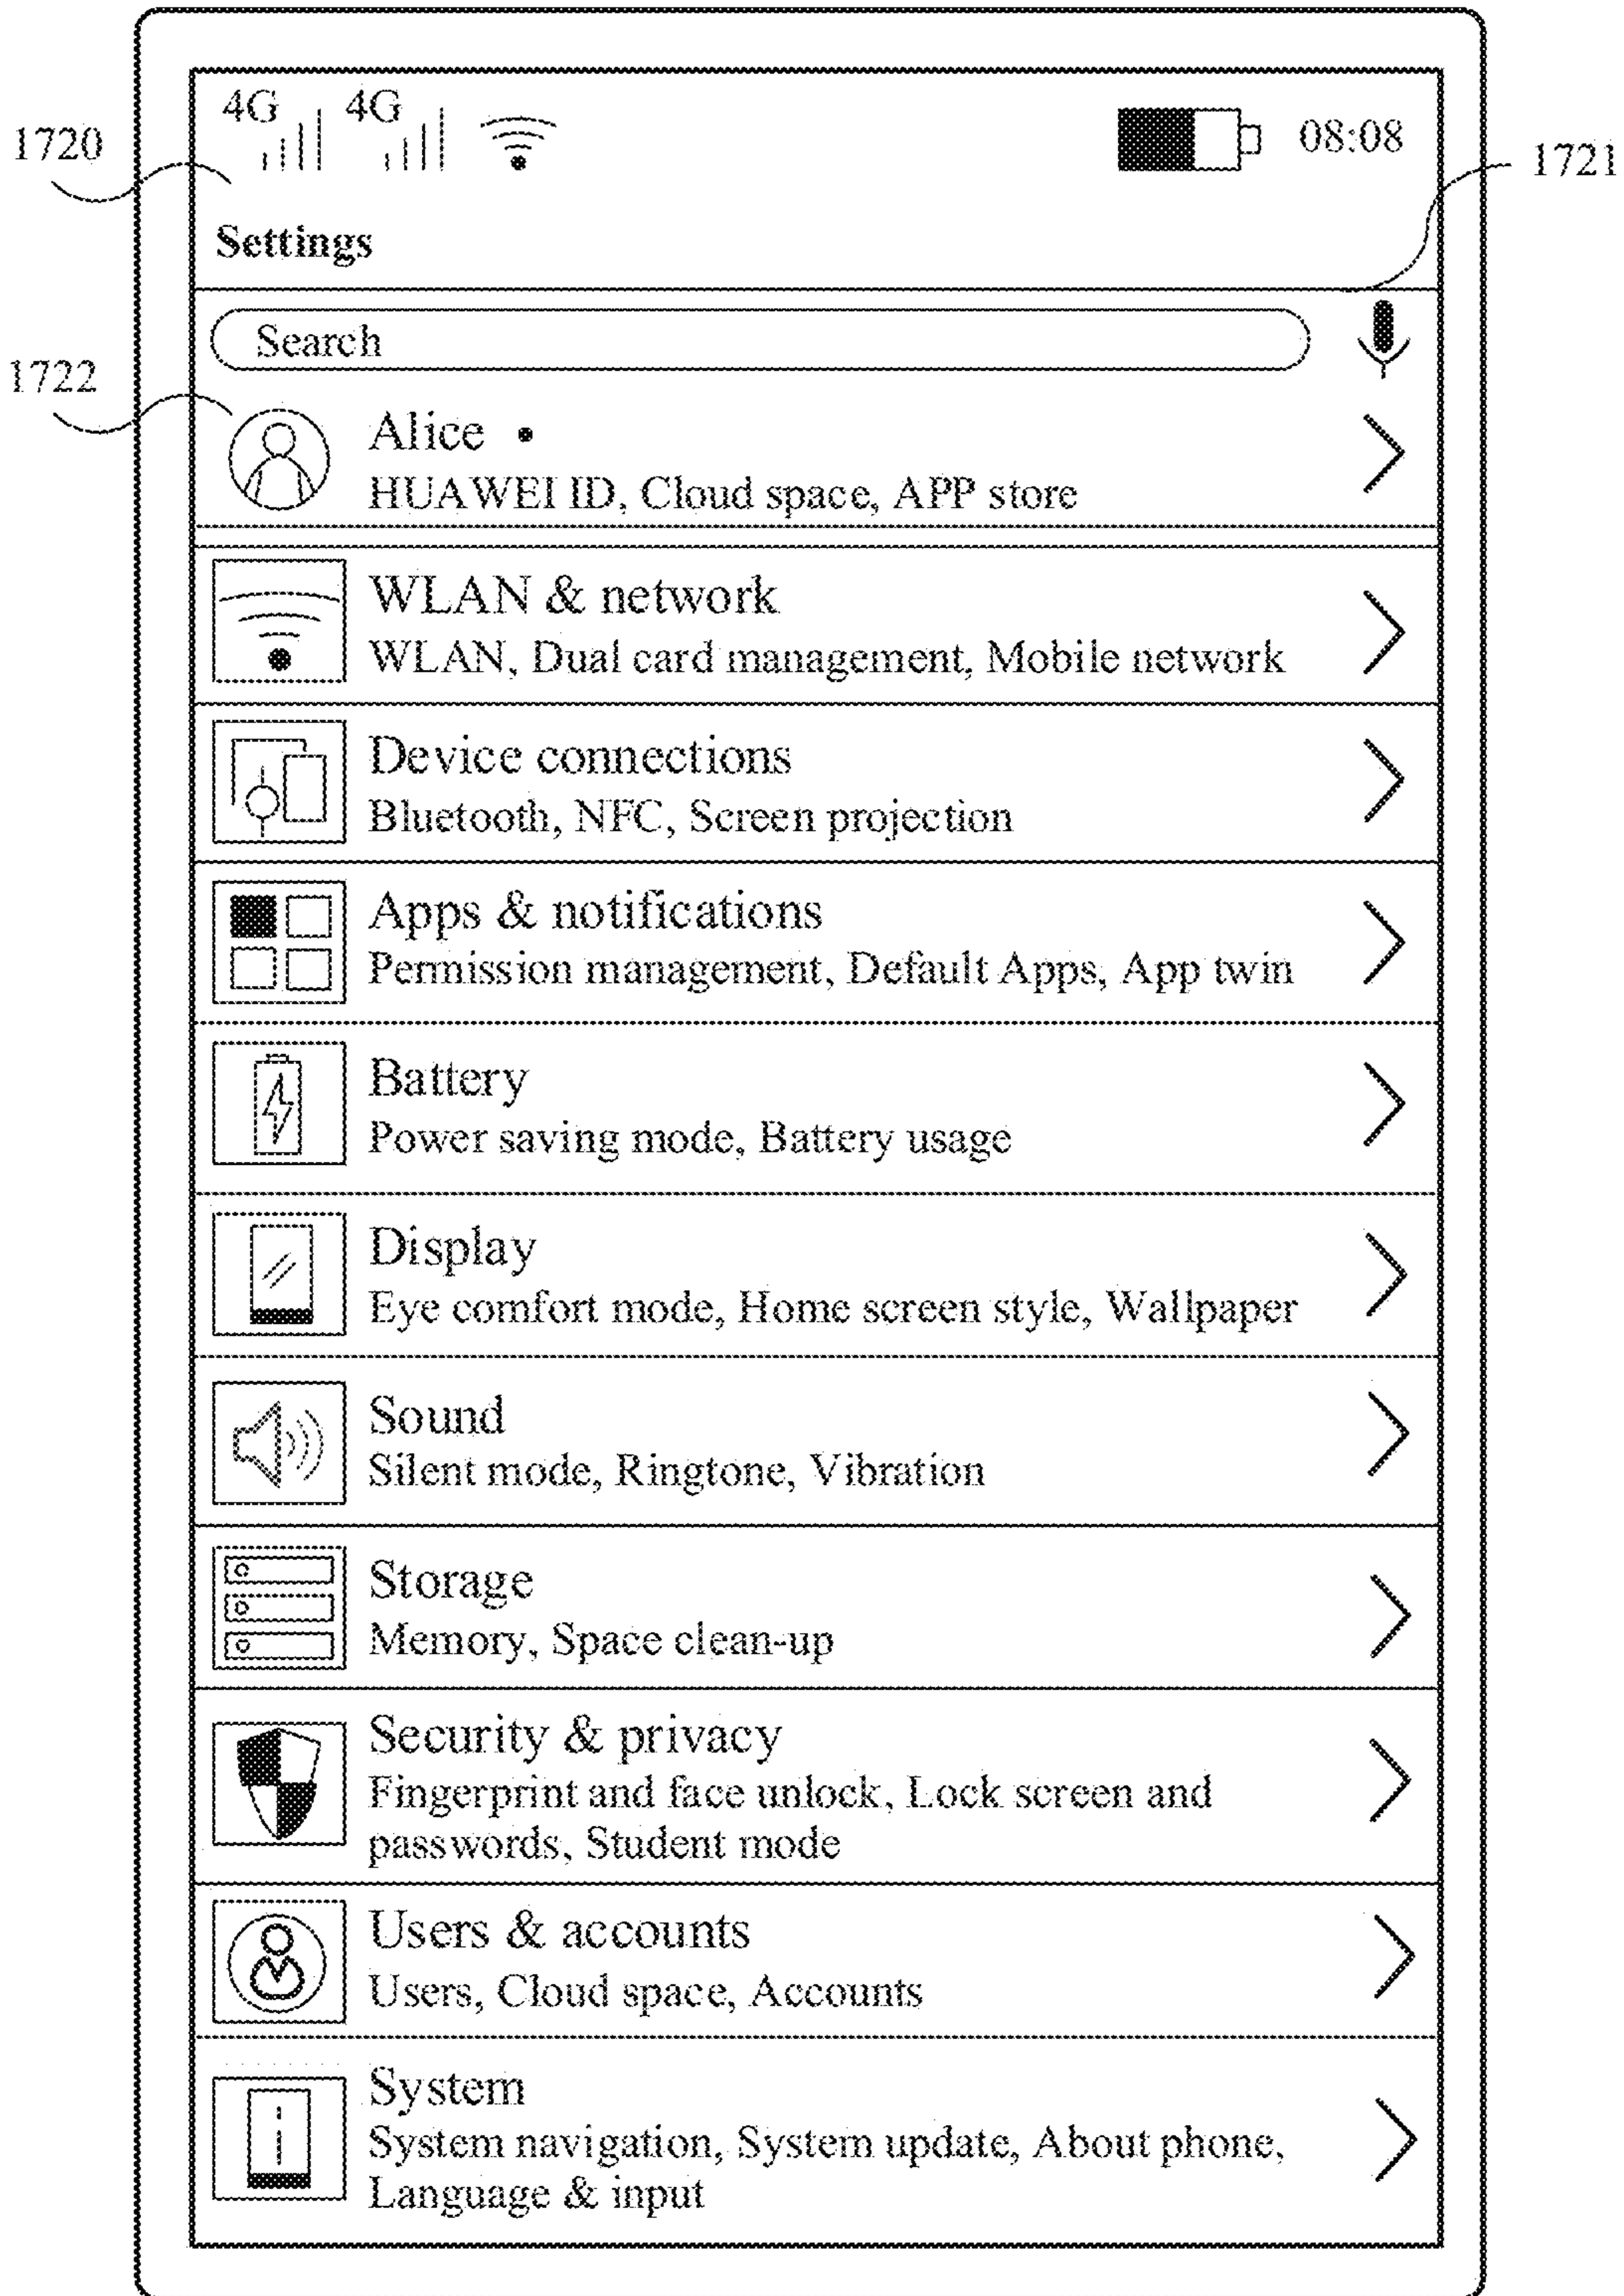 4G 4G 08:08
1720
1721
Settings
Search
1722
Alice
HUAWEI ID, Cloud space, APP store
WLAN & network
WLAN, Dual card management, Mobile network
Device connections
Bluetooth, NFC, Screen projection
Apps & notifications
Permission management, Default Apps, App twin
Battery
Power saving mode, Battery usage
Display
Eye comfort mode, Home screen style, Wallpaper
Sound
Silent mode, Ringtone, Vibration
Storage
Memory, Space clean-up
Security & privacy
Fingerprint and face unlock, Lock screen and
passwords, Student mode
Users & accounts
Users, Cloud space, Accounts
System
System navigation, System update, About phone,
Language & input